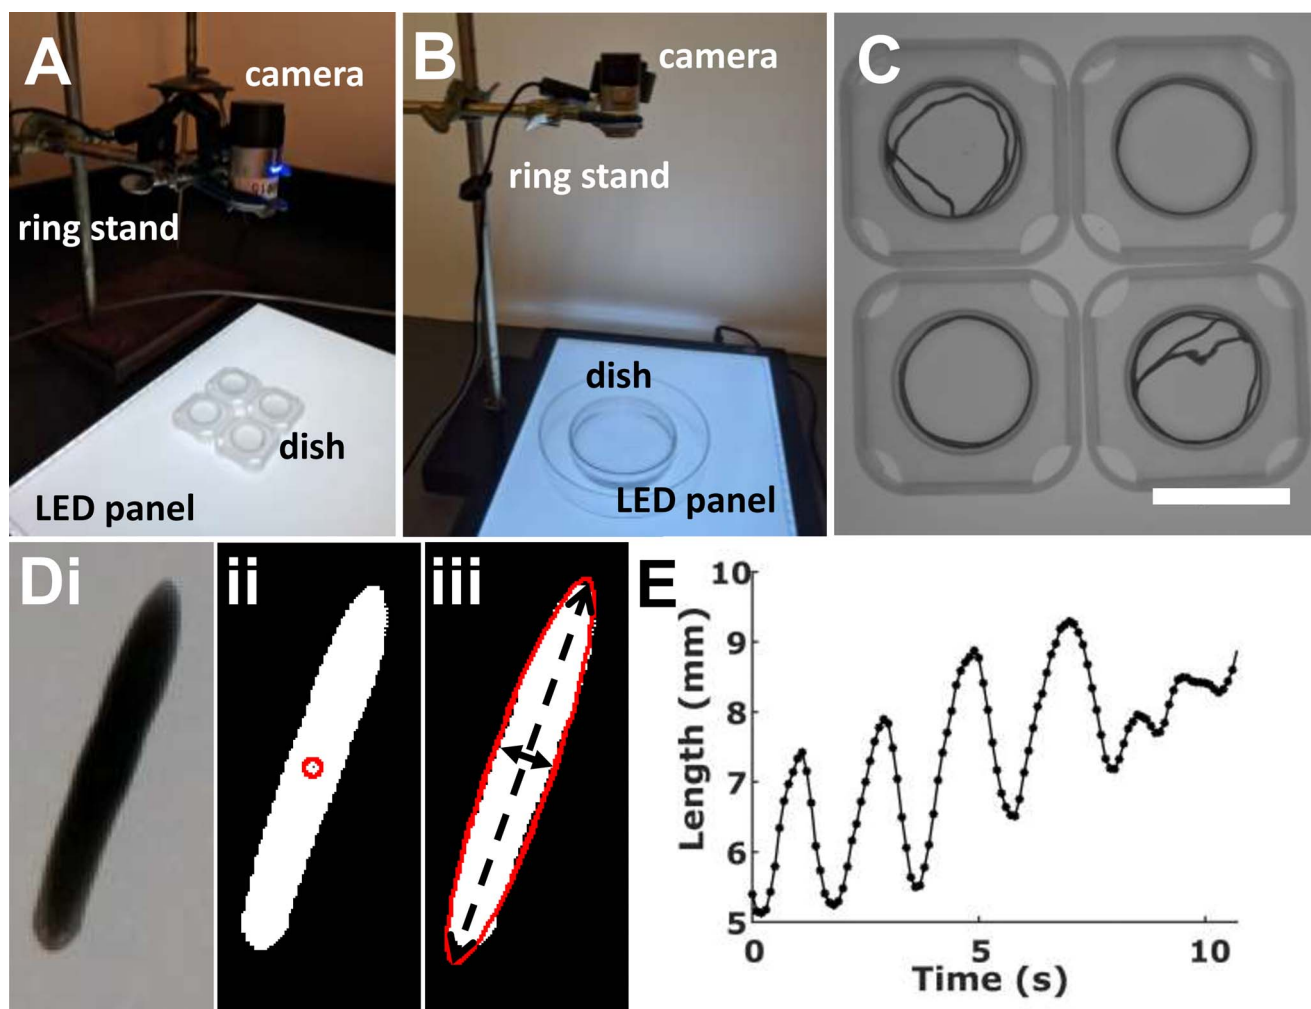 A
camera
ring stand
dish
LED panel
B
camera
ring stand
dish
LED panel
C
Di
ii
iii
E
10
9
8
7
6
5
Length (mm)
0
5
10
Time (s)